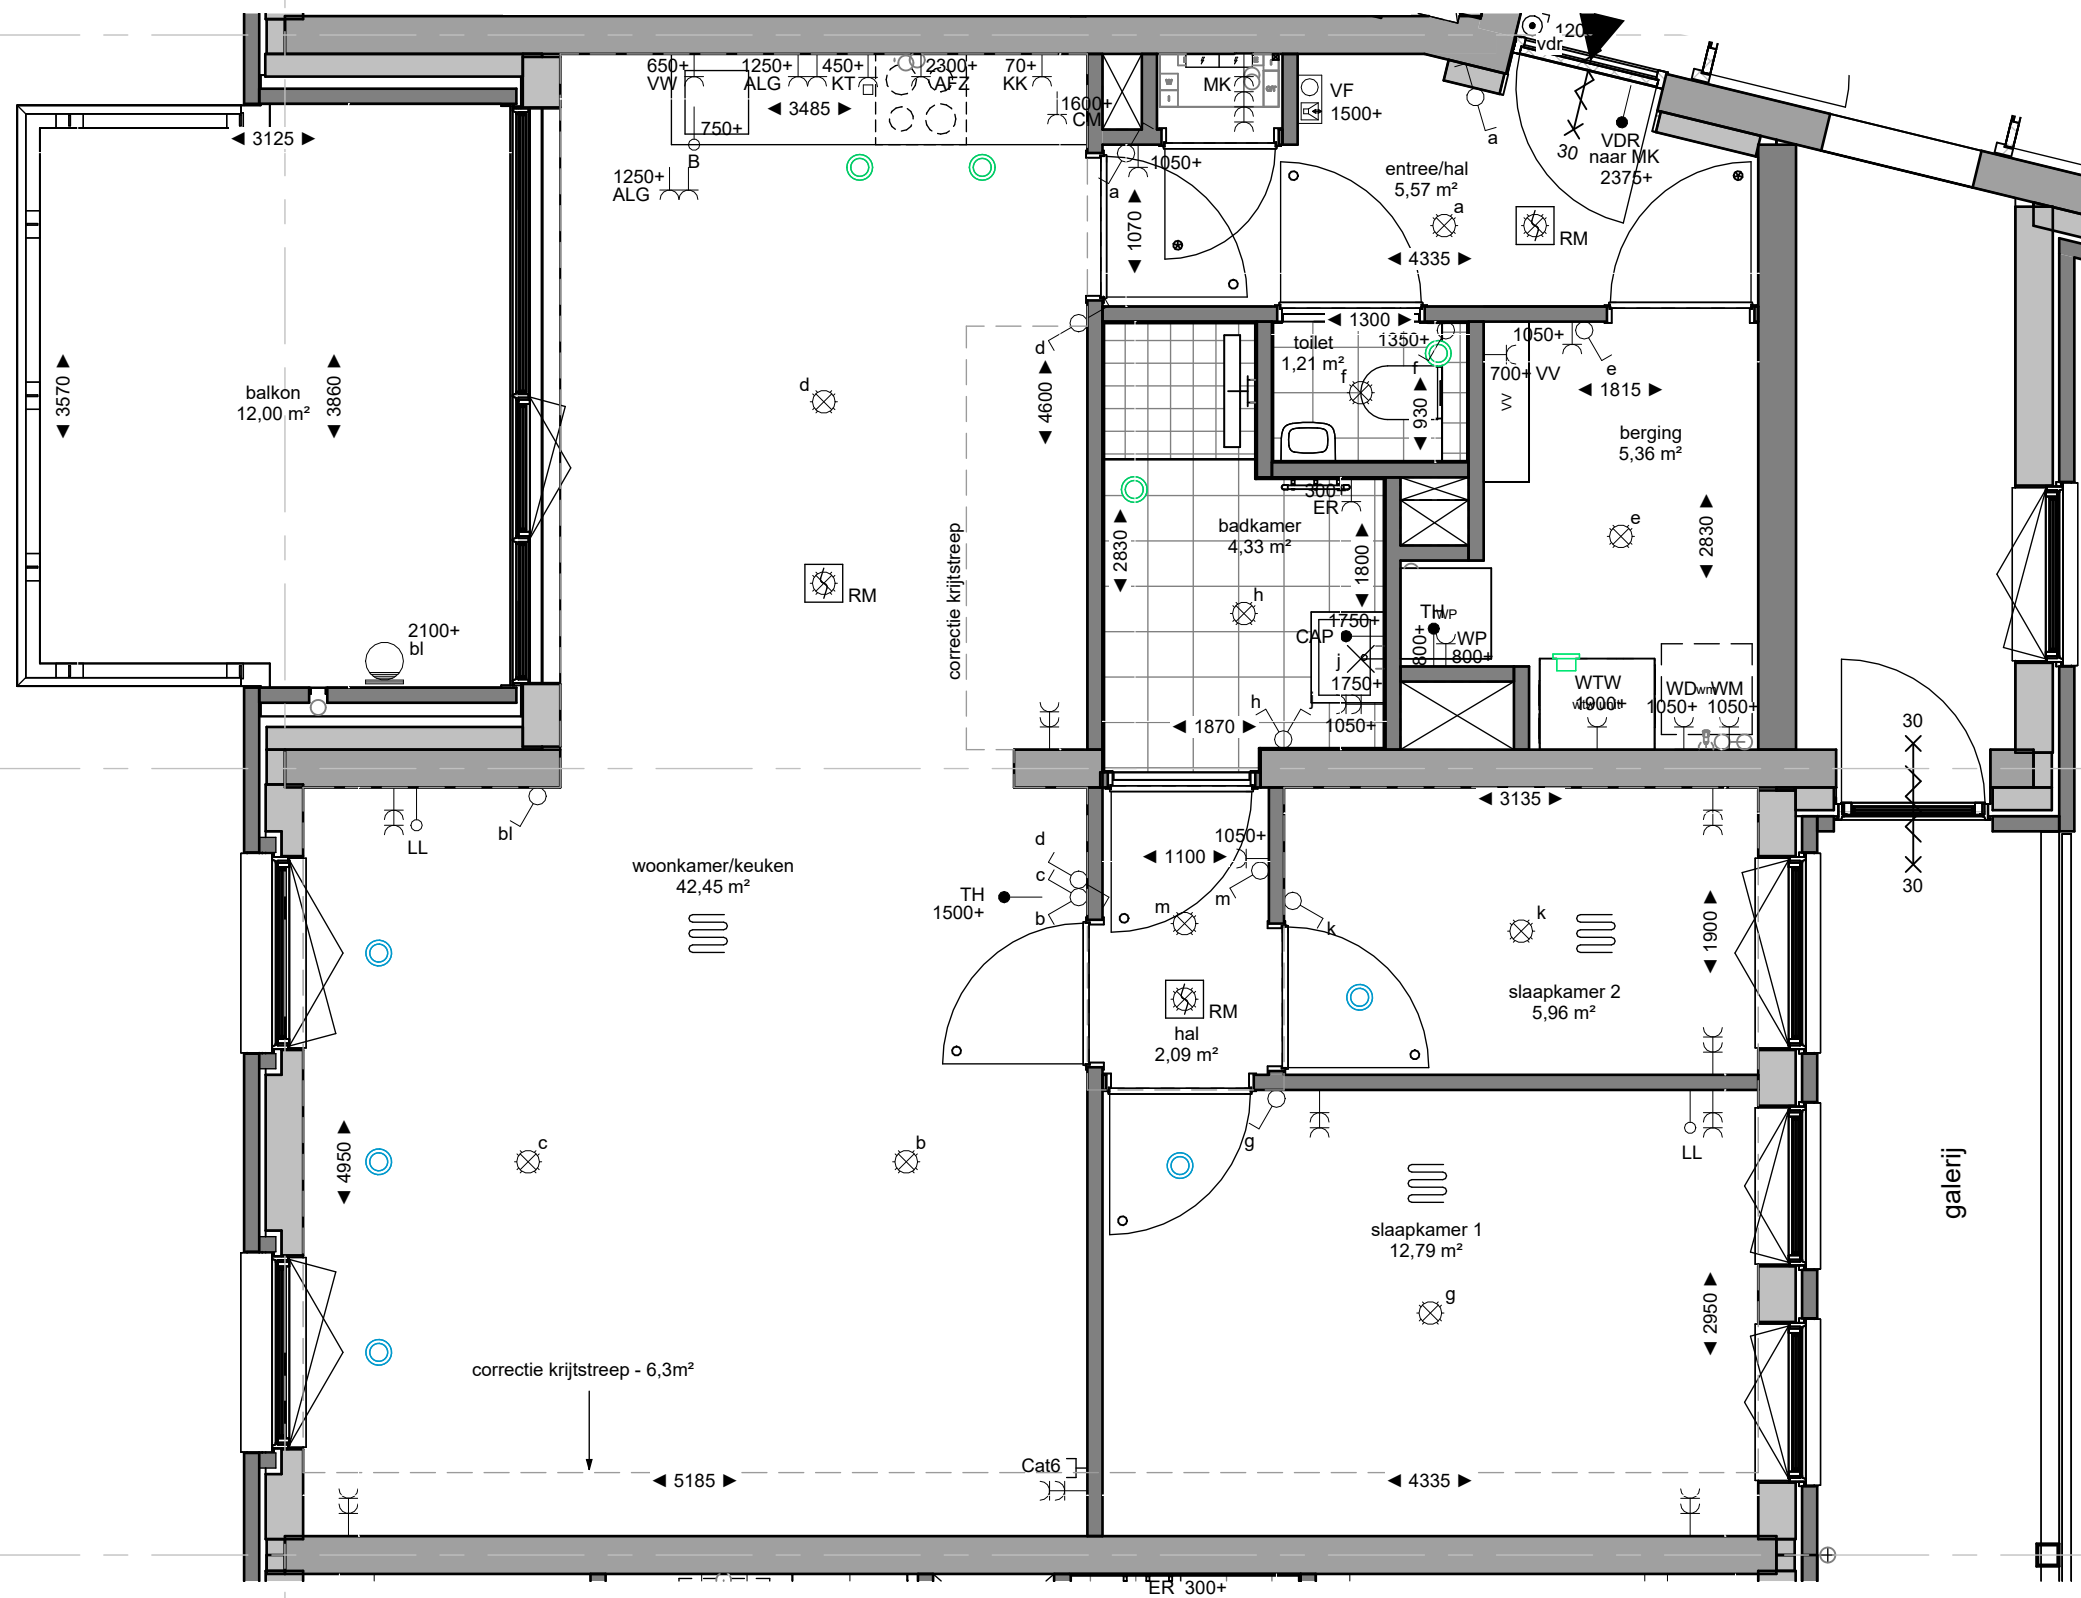 650+
VW
1250+
ALG
450+
KT
2300+
AFZ
70+
KK
1600+
CM
MK
VF
1500+
120
vdr
◄ 3125 ►
◄ 3485 ►
750+
B
1250+
ALG
a
1050+
◄ 1070 ►
entree/hal
5,57 m²
a
a
30
VDR
naar MK
2375+
RM
◄ 4335 ►
◄ 3570 ►
balkon
12,00 m²
◄ 3860 ►
d
d
◄ 4600 ►
◄ 1300 ►
1350+
toilet
1,21 m²
f
f
◄ 930 ►
1050+
e
700+ VV
VV
◄ 1815 ►
berging
5,36 m²
e
◄ 2830 ►
300+
ER
badkamer
4,33 m²
◄ 2830 ►
◄ 1800 ►
correctie krijtstreep
RM
h
CAP
1750+
j
1750+
1050+
h
j
◄ 1870 ►
TH
WP
800+
WP
800+
WTW
1900+
wtw unit
WD
wm
WM
1050+
1050+
2100+
bl
LL
bl
woonkamer/keuken
42,45 m²
d
c
b
TH
1500+
1050+
◄ 1100 ►
m
m
RM
hal
2,09 m²
◄ 3135 ►
k
k
◄ 1900 ►
slaapkamer 2
5,96 m²
30
30
c
b
◄ 4950 ►
g
LL
slaapkamer 1
12,79 m²
g
◄ 2950 ►
galerij
correctie krijtstreep - 6,3m²
◄ 5185 ►
Cat6
◄ 4335 ►
ER 300+